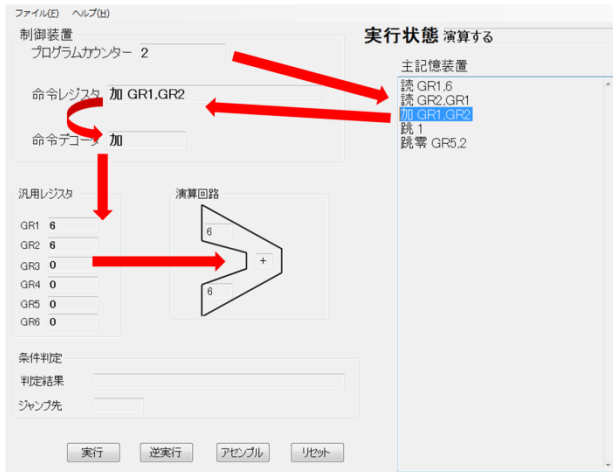 ファイル(F) ヘルプ(H)
制御装置
プログラムカウンター 2
命令レジスタ 加 GR1,GR2
命令デコーダ 加
実行状態 演算する
主記憶装置
読 GR1,6
読 GR2,GR1
加 GR1,GR2
跳 1
跳零 GR5,2
汎用レジスタ
GR1 6
GR2 6
GR3 0
GR4 0
GR5 0
GR6 0
演算回路
6
+
6
条件判定
判定結果
ジャンプ先
実行 逆実行 アセンブル リセット